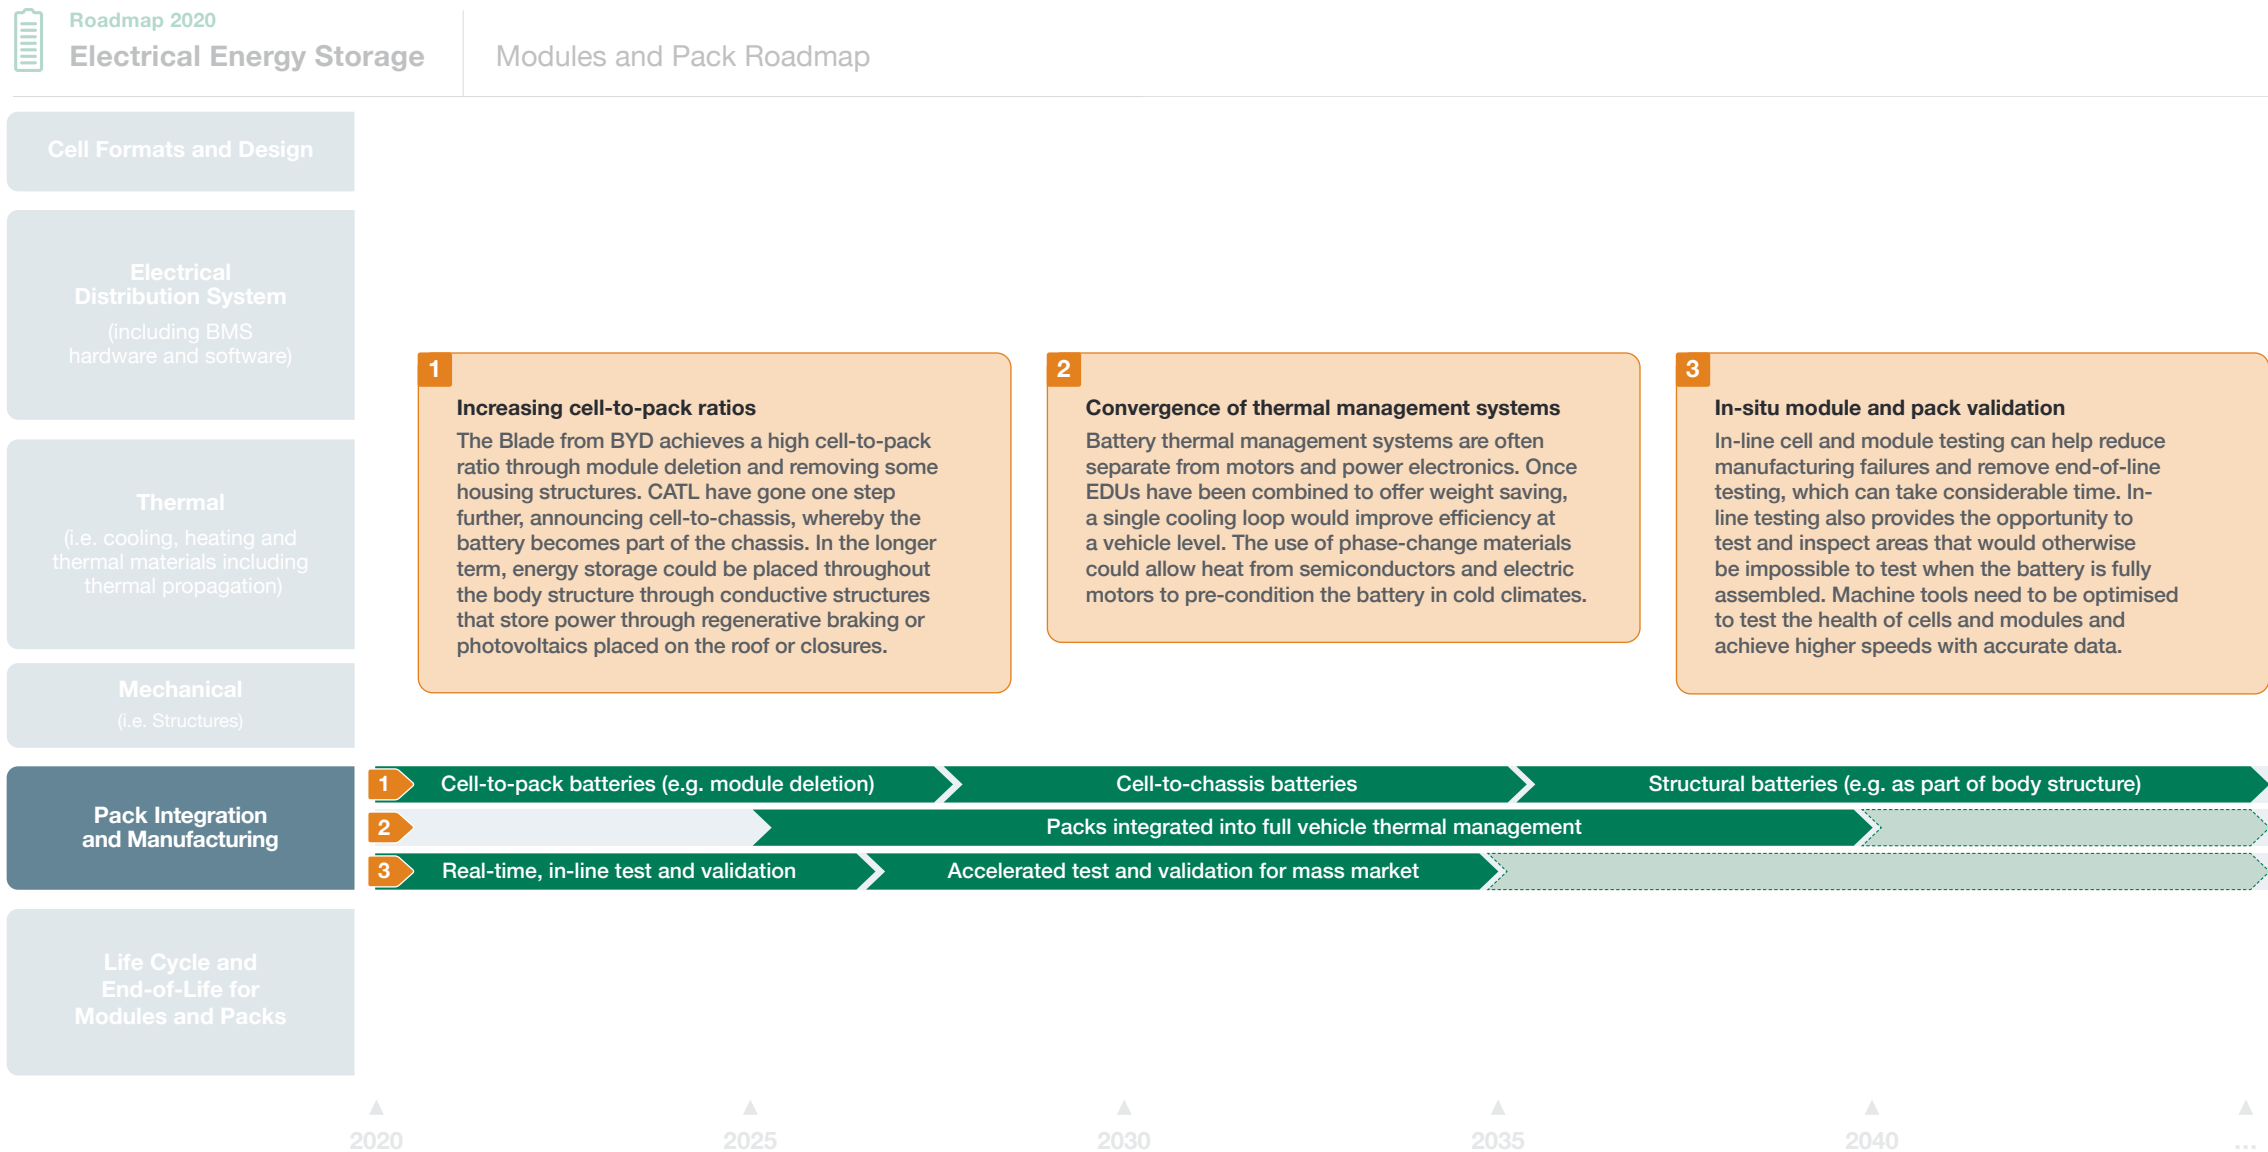 Roadmap 2020
Electrical Energy Storage
Modules and Pack Roadmap
Cell Formats and Design
Electrical
Distribution System
(including BMS
hardware and software)
Thermal
(i.e. cooling, heating and
thermal materials including
thermal propagation)
Mechanical
(i.e. Structures)
Pack Integration
and Manufacturing
Life Cycle and
End-of-Life for
Modules and Packs
1
Increasing cell-to-pack ratios
The Blade from BYD achieves a high cell-to-pack
ratio through module deletion and removing some
housing structures. CATL have gone one step
further, announcing cell-to-chassis, whereby the
battery becomes part of the chassis. In the longer
term, energy storage could be placed throughout
the body structure through conductive structures
that store power through regenerative braking or
photovoltaics placed on the roof or closures.
2
Convergence of thermal management systems
Battery thermal management systems are often
separate from motors and power electronics. Once
EDUs have been combined to offer weight saving,
a single cooling loop would improve efficiency at
a vehicle level. The use of phase-change materials
could allow heat from semiconductors and electric
motors to pre-condition the battery in cold climates.
3
In-situ module and pack validation
In-line cell and module testing can help reduce
manufacturing failures and remove end-of-line
testing, which can take considerable time. In-
line testing also provides the opportunity to
test and inspect areas that would otherwise
be impossible to test when the battery is fully
assembled. Machine tools need to be optimised
to test the health of cells and modules and
achieve higher speeds with accurate data.
1
Cell-to-pack batteries (e.g. module deletion)
Cell-to-chassis batteries
Structural batteries (e.g. as part of body structure)
2
Packs integrated into full vehicle thermal management
3
Real-time, in-line test and validation
Accelerated test and validation for mass market
2020
2025
2030
2035
2040
...